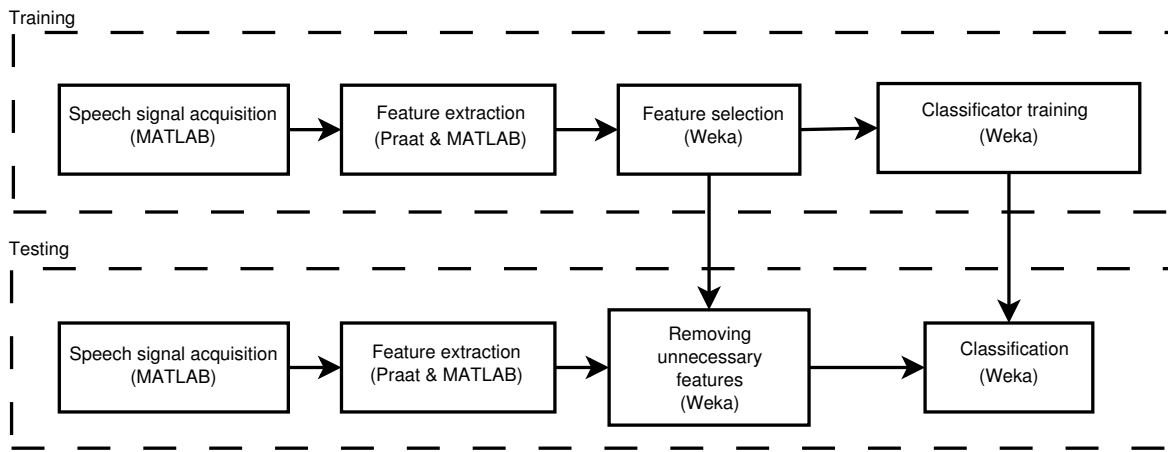 Training
Speech signal acquisition
(MATLAB)
Feature extraction
(Praat & MATLAB)
Feature selection
(Weka)
Classificator training
(Weka)
Testing
Speech signal acquisition
(MATLAB)
Feature extraction
(Praat & MATLAB)
Removing
unnecessary
features
(Weka)
Classification
(Weka)